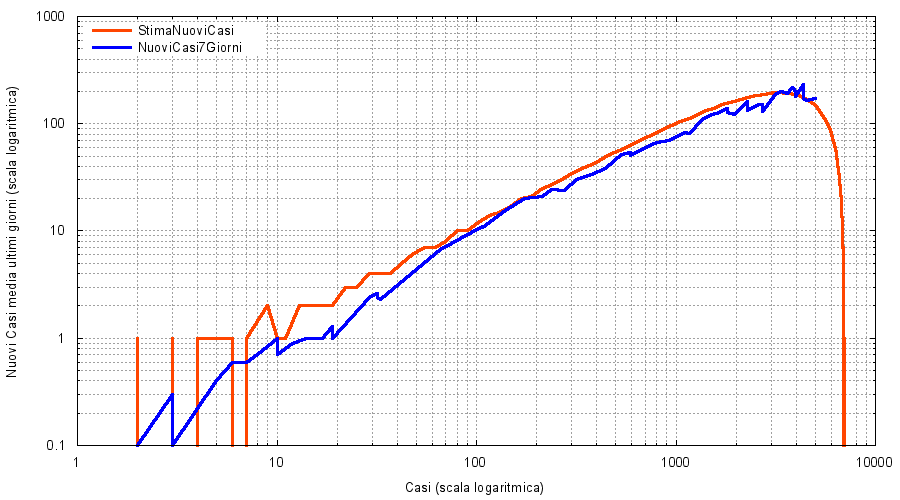 1000
100
10
1
0.1
Nuovi Casi media ultimi giorni (scala logaritmica)
StimaNuoviCasi
NuoviCasi7Giorni
1 10 100 1000 10000
Casi (scala logaritmica)